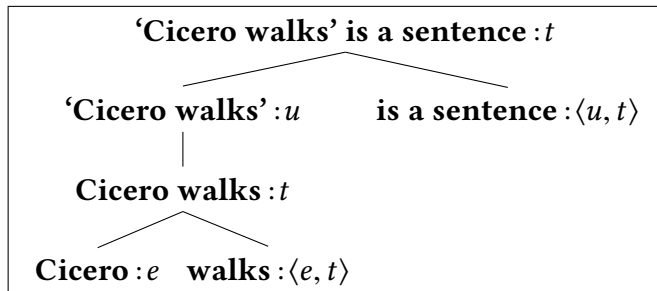 ‘Cicero walks’ is a sentence : t
‘Cicero walks’ : u is a sentence : ⟨u, t⟩
Cicero walks : t
Cicero : e walks : ⟨e, t⟩